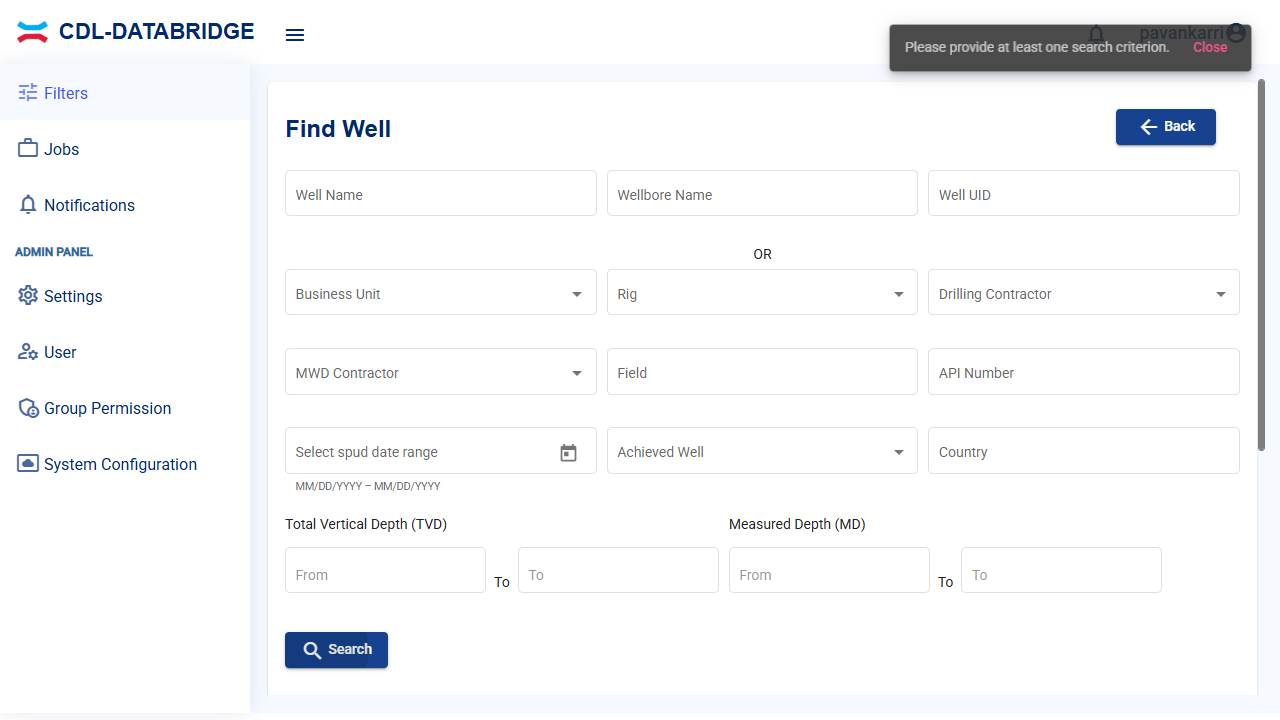 CDL-DATABRIDGE
pavankarri
Please provide at least one search criterion. Close
Filters
Jobs
Notifications
ADMIN PANEL
Settings
User
Group Permission
System Configuration
Find Well
Back
Well Name
Wellbore Name
Well UID
OR
Business Unit
Rig
Drilling Contractor
MWD Contractor
Field
API Number
Select spud date range
Achieved Well
Country
MM/DD/YYYY – MM/DD/YYYY
Total Vertical Depth (TVD)
Measured Depth (MD)
From
To
To
From
To
To
Search